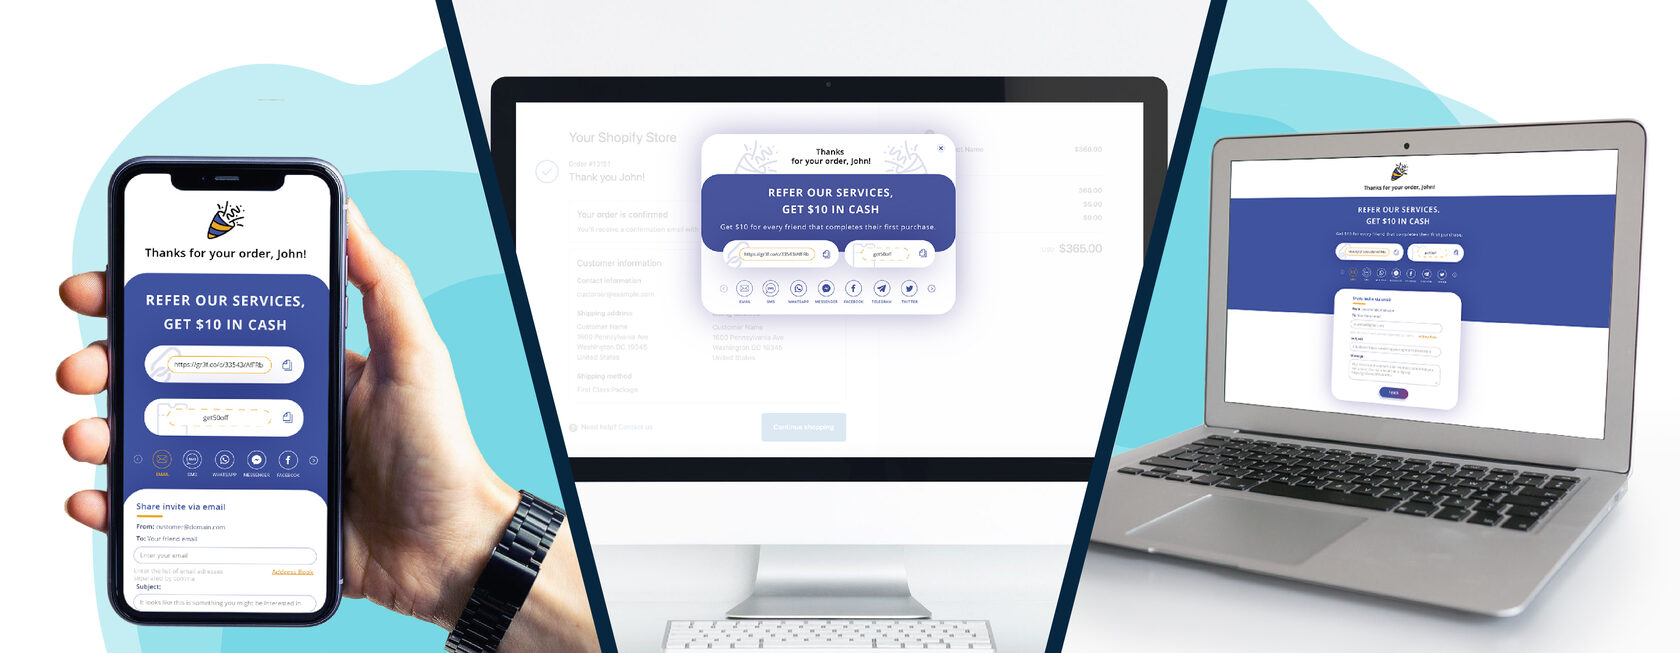 Thanks for your order, John!
REFER OUR SERVICES,
GET $10 IN CASH
https://gr3f.co/c/33543/AfFRb
get50off
EMAIL
SMS
WHATSAPP
MESSENGER
FACEBOOK
Share invite via email
From: customer@domain.com
To: Your friend email
Enter your email
Enter the list of email adresses
separated by comma
Address Book
Subject:
It looks like this is something you might be interested in
Your Shopify Store
Order #12151
Thank you John!
Your order is confirmed
You'll receive a confirmation email with
Customer information
Contact information
customer@example.com
Shipping address
Customer Name
1600 Pennsylvania Ave
Washington DC 19345
United States
Customer Name
1600 Pennsylvania Ave
Washington DC 19345
United States
Shipping method
First Class Package
Need help? Contact us
Continue shopping
Thanks
for your order, John!
REFER OUR SERVICES,
GET $10 IN CASH
Get $10 for every friend that completes their first purchase.
https://gr3f.co/c/33543/AfFRb
get50off
EMAIL
SMS
WHATSAPP
MESSENGER
FACEBOOK
TELEGRAM
TWITTER
Name
$360.00
360.00
$5.00
$0.00
USD $365.00
Thanks for your order, John!
REFER OUR SERVICES,
GET $10 IN CASH
Get $10 for every friend that completes their first purchase.
Share invite via email